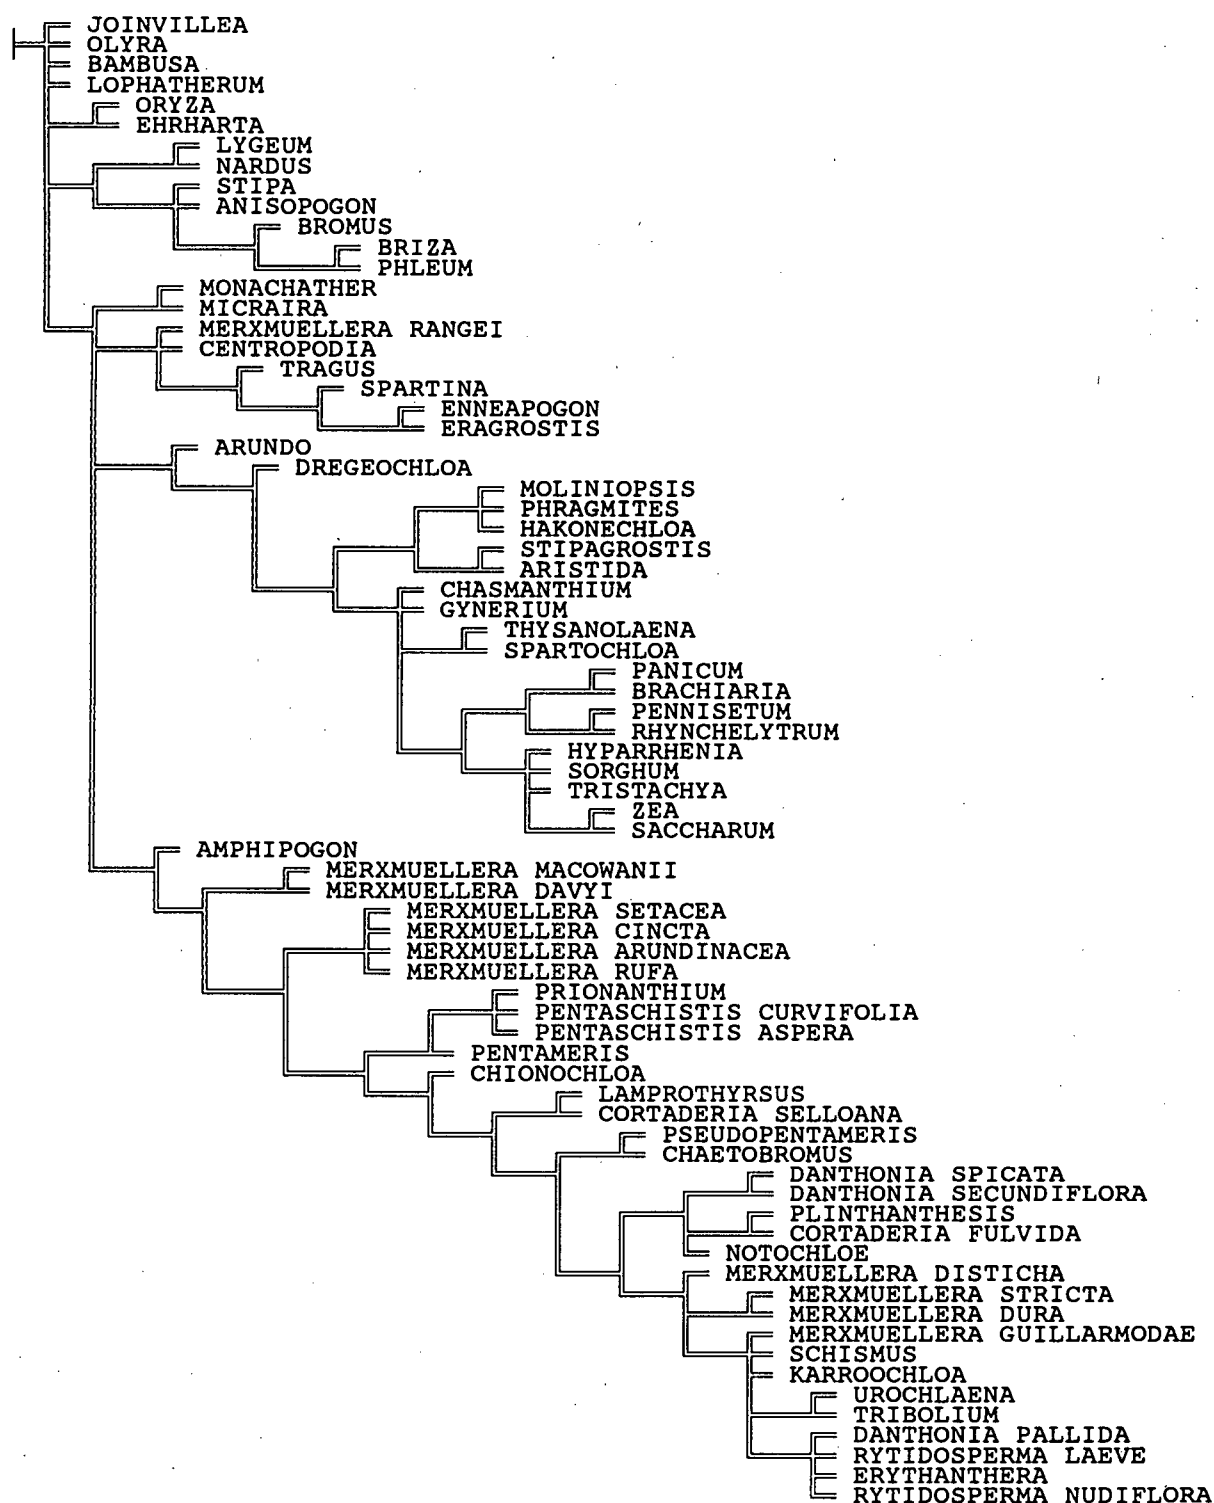 JOINVILLEA
OLYRA
BAMBUSA
LOPHATHERUM
ORYZA
EHRHARTA
LYGEUM
NARDUS
STIPA
ANISOPOGON
BROMUS
BRIZA
PHLEUM
MONACHATHER
MICRAIRA
MERXMUELLERA RANGEI
CENTROPODIA
TRAGUS
SPARTINA
ENNEAPOGON
ERAGROSTIS
ARUNDO
DREGEOCHLOA
MOLINIOPSIS
PHRAGMITES
HAKONECHLOA
STIPAGROSTIS
ARISTIDA
CHASMANTHIUM
GYNERIUM
THYSANOLAENA
SPARTOCHLOA
PANICUM
BRACHIARIA
PENNISETUM
RHYNCHELYTRUM
HYPARRHENIA
SORGHUM
TRISTACHYA
ZEA
SACCHARUM
AMPHIPOGON
MERXMUELLERA MACOWANII
MERXMUELLERA DAVYI
MERXMUELLERA SETACEA
MERXMUELLERA CINCTA
MERXMUELLERA ARUNDINACEA
MERXMUELLERA RUFA
PRIONANTHIUM
PENTASCHISTIS CURVIFOLIA
PENTASCHISTIS ASPERA
PENTAMERIS
CHIONOCHLOA
LAMPROTHYRSUS
CORTADERIA SELLOANA
PSEUDOPENTAMERIS
CHAETOBROMUS
DANTHONIA SPICATA
DANTHONIA SECUNDIFLORA
PLINTHANTHESIS
CORTADERIA FULVIDA
NOTOCHLOE
MERXMUELLERA DISTICHA
MERXMUELLERA STRICTA
MERXMUELLERA DURA
MERXMUELLERA GUILLARMODAE
SCHISMUS
KARROOCHLOA
UROCHLAENA
TRIBOLIUM
DANTHONIA PALLIDA
RYTIDOSPERMA LAEVE
ERYTHANTHERA
RYTIDOSPERMA NUDIFLORA